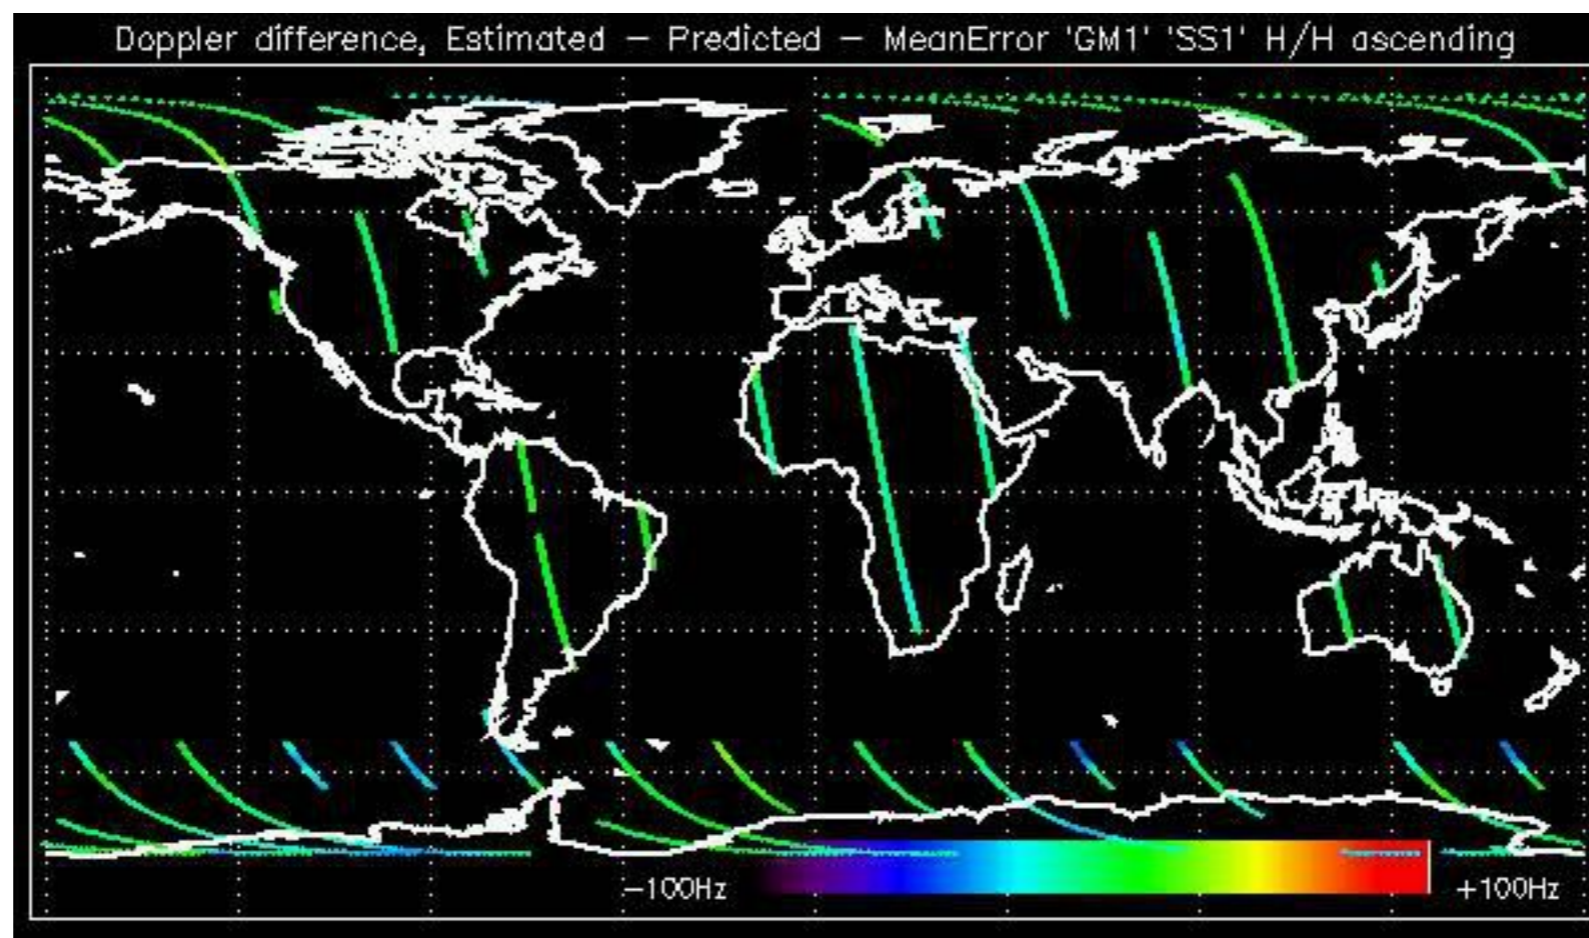 Doppler difference, Estimated – Predicted – MeanError 'GM1' 'SS1' H/H ascending
-100Hz
+100Hz